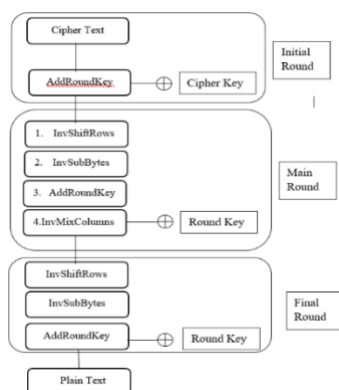 Cipher Text
Initial
Round
AddRoundKey
Cipher Key
1. InvShiftRows
2. InvSubBytes
3. AddRoundKey
4.InvMixColumns
Round Key
Main
Round
InvShiftRows
InvSubBytes
AddRoundKey
Round Key
Final
Round
Plain Text